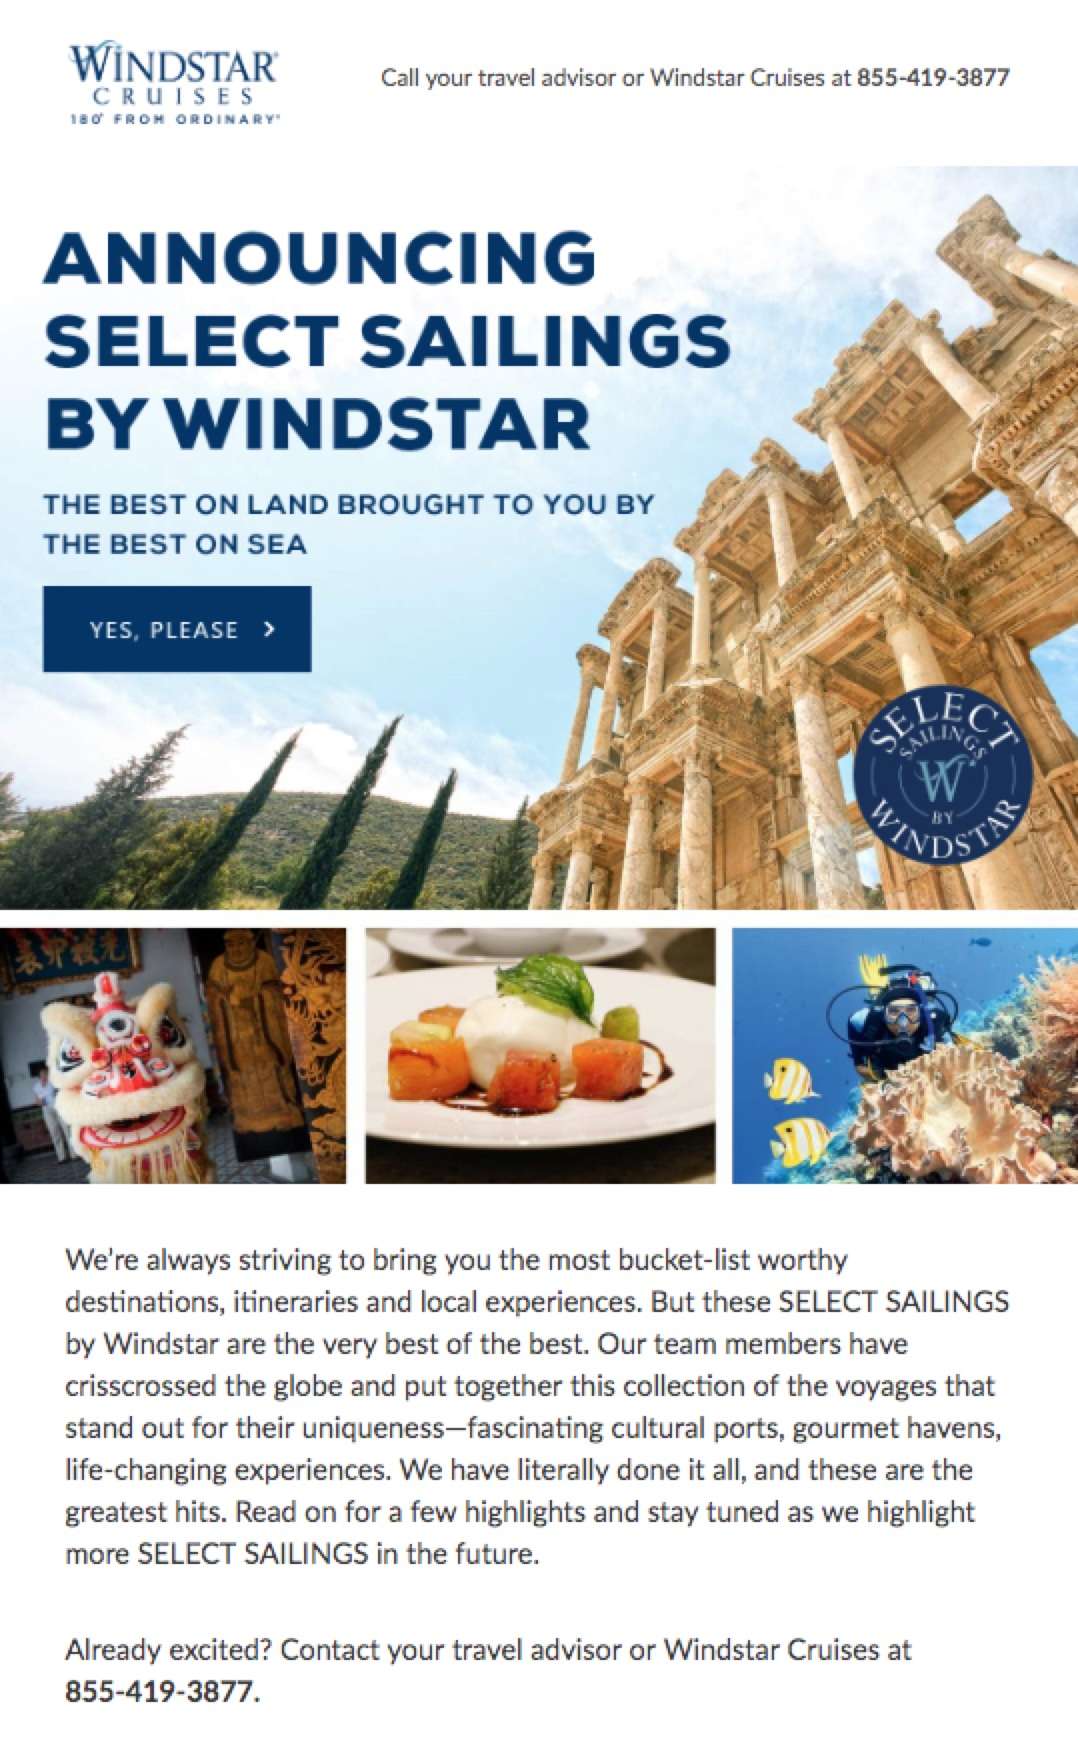 WINDSTAR
CRUISES
180° FROM ORDINARY®
Call your travel advisor or Windstar Cruises at 855-419-3877
ANNOUNCING
SELECT SAILINGS
BY WINDSTAR
THE BEST ON LAND BROUGHT TO YOU BY
THE BEST ON SEA
YES, PLEASE >
SELECT
SAILINGS
W
BY
WINDSTAR
We're always striving to bring you the most bucket-list worthy
destinations, itineraries and local experiences. But these SELECT SAILINGS
by Windstar are the very best of the best. Our team members have
crisscrossed the globe and put together this collection of the voyages that
stand out for their uniqueness—fascinating cultural ports, gourmet havens,
life-changing experiences. We have literally done it all, and these are the
greatest hits. Read on for a few highlights and stay tuned as we highlight
more SELECT SAILINGS in the future.
Already excited? Contact your travel advisor or Windstar Cruises at
855-419-3877.